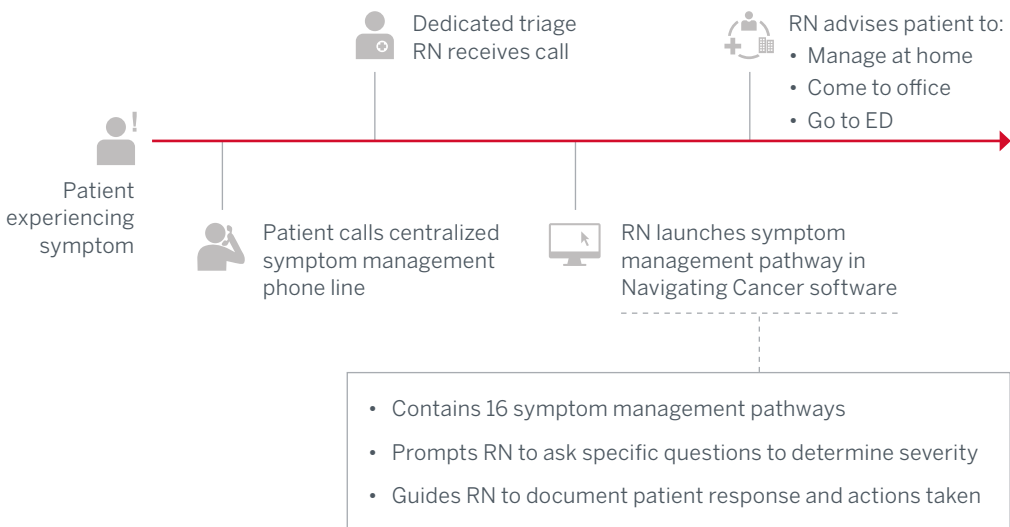 Patient
experiencing
symptom
Patient calls centralized
symptom management
phone line
Dedicated triage
RN receives call
RN launches symptom
management pathway in
Navigating Cancer software
• Contains 16 symptom management pathways
• Prompts RN to ask specific questions to determine severity
• Guides RN to document patient response and actions taken
RN advises patient to:
• Manage at home
• Come to office
• Go to ED